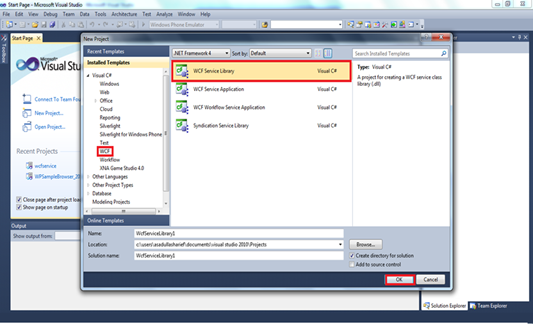 Start Page - Microsoft Visual Studio
File Edit View Debug Team Data Tools Architecture Test Analyze Window Help
Windows Phone Emulator
Toolbox
Start Page
Microsoft
Visual Studio
Connect To Team Fou
New Project...
Open Project...
Recent Projects
wcfservice
WPSampleBrowser_20
Close page after project load
Show page on startup
Output
Show output from:
New Project
Recent Templates
.NET Framework 4
Sort by: Default
Search Installed Templates
Installed Templates
Visual C#
Windows
Web
Office
Cloud
Reporting
Silverlight
Silverlight for Windows Phone
Test
WCF
Workflow
XNA Game Studio 4.0
Other Languages
Other Project Types
Database
Modeling Projects
Online Templates
WCF Service Library Visual C#
WCF Service Application Visual C#
WCF Workflow Service Application Visual C#
Syndication Service Library Visual C#
Type: Visual C#
A project for creating a WCF service class
library (.dll)
Name: WcfServiceLibrary1
Location: c:\users\asadullasharief\documents\visual studio 2010\Projects
Browse...
Solution name: WcfServiceLibrary1
Create directory for solution
Add to source control
OK
Cancel
Solution Explorer
Team Explorer